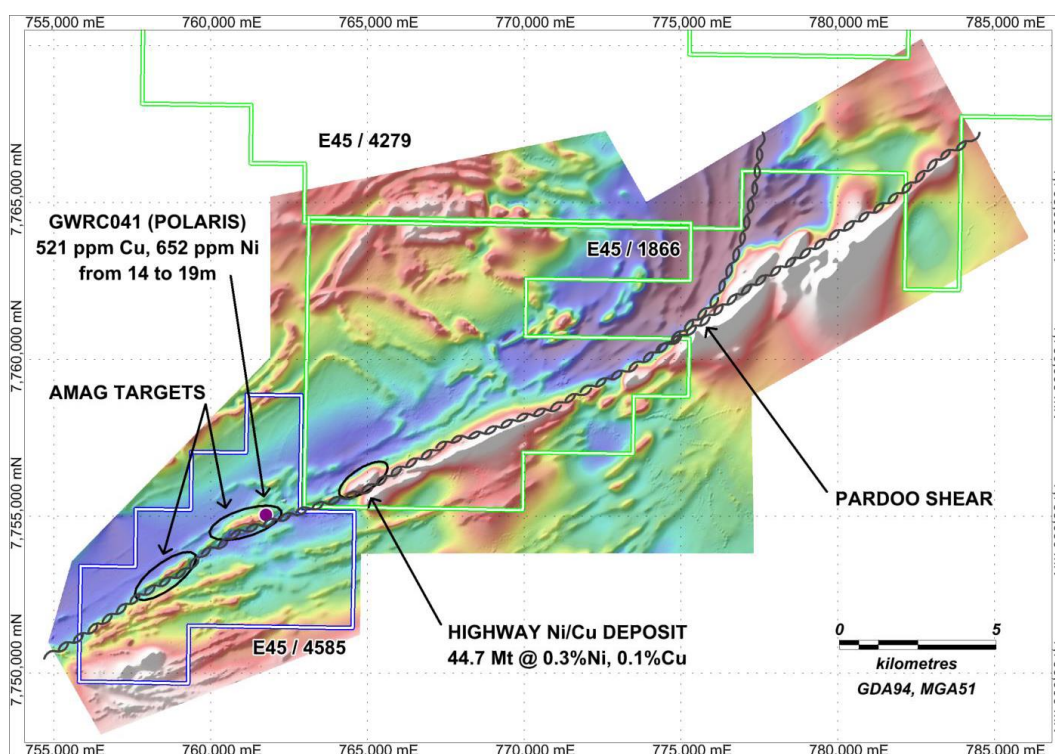 755,000 mE
760,000 mE
765,000 mE
770,000 mE
775,000 mE
780,000 mE
785,000 mE
7,765,000 mN
7,760,000 mN
7,755,000 mN
7,750,000 mN
E45 / 4279
GWRC041 (POLARIS)
521 ppm Cu, 652 ppm Ni
from 14 to 19m
E45 / 1866
AMAG TARGETS
PARDOO SHEAR
HIGHWAY Ni/Cu DEPOSIT
44.7 Mt @ 0.3%Ni, 0.1%Cu
E45 / 4585
0
5
kilometres
GDA94, MGA51
755,000 mE
760,000 mE
765,000 mE
770,000 mE
775,000 mE
780,000 mE
785,000 mE